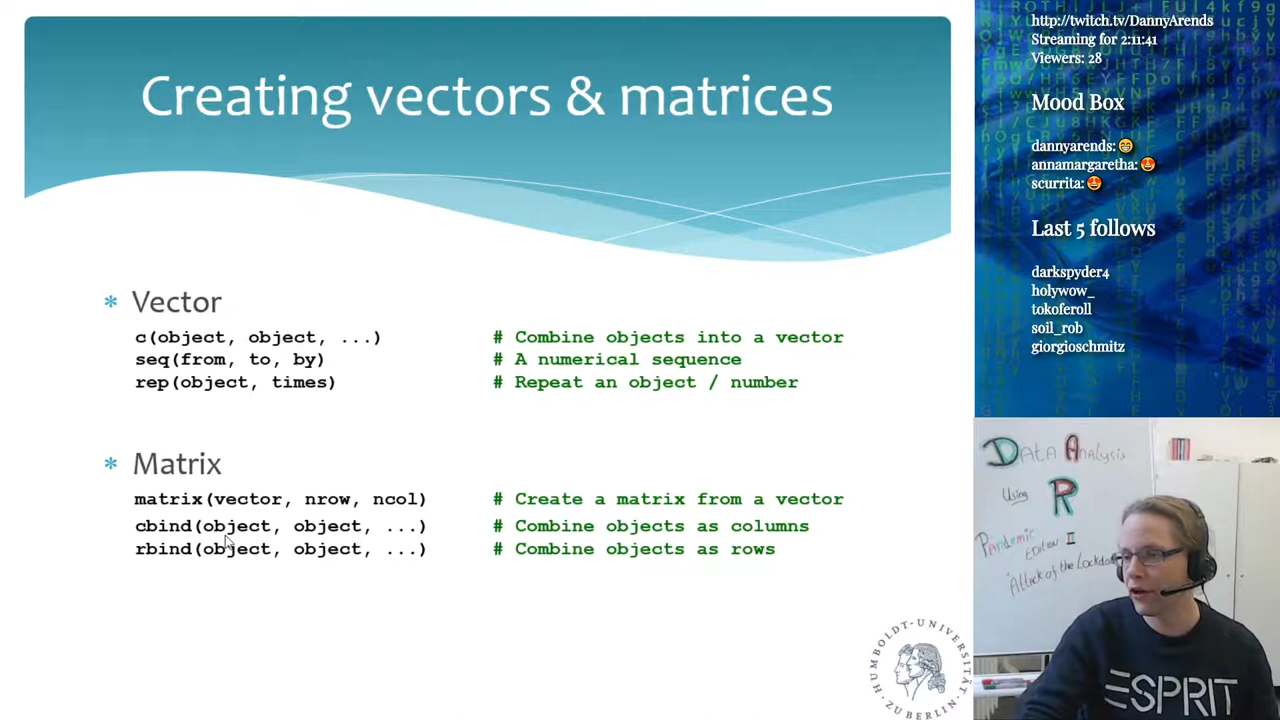 Creating vectors & matrices
* Vector
c(object, object, ...) # Combine objects into a vector
seq(from, to, by) # A numerical sequence
rep(object, times) # Repeat an object / number
* Matrix
matrix(vector, nrow, ncol) # Create a matrix from a vector
cbind(object, object, ...) # Combine objects as columns
rbind(object, object, ...) # Combine objects as rows
HUMBOLDT-UNIVERSITÄT ZU BERLIN
http://twitch.tv/DannyArends
Streaming for 2:11:41
Viewers: 28
Mood Box
dannyarends: 😁
annamargaretha: 😍
scurrita: 😍
Last 5 follows
darkspyder4
holywow_
tokoferoll
soil_rob
giorgioschmitz
DATA ANalysis
Using R
Pandemic
EDITION II
"Attack of the Lockdow
ESPRIT